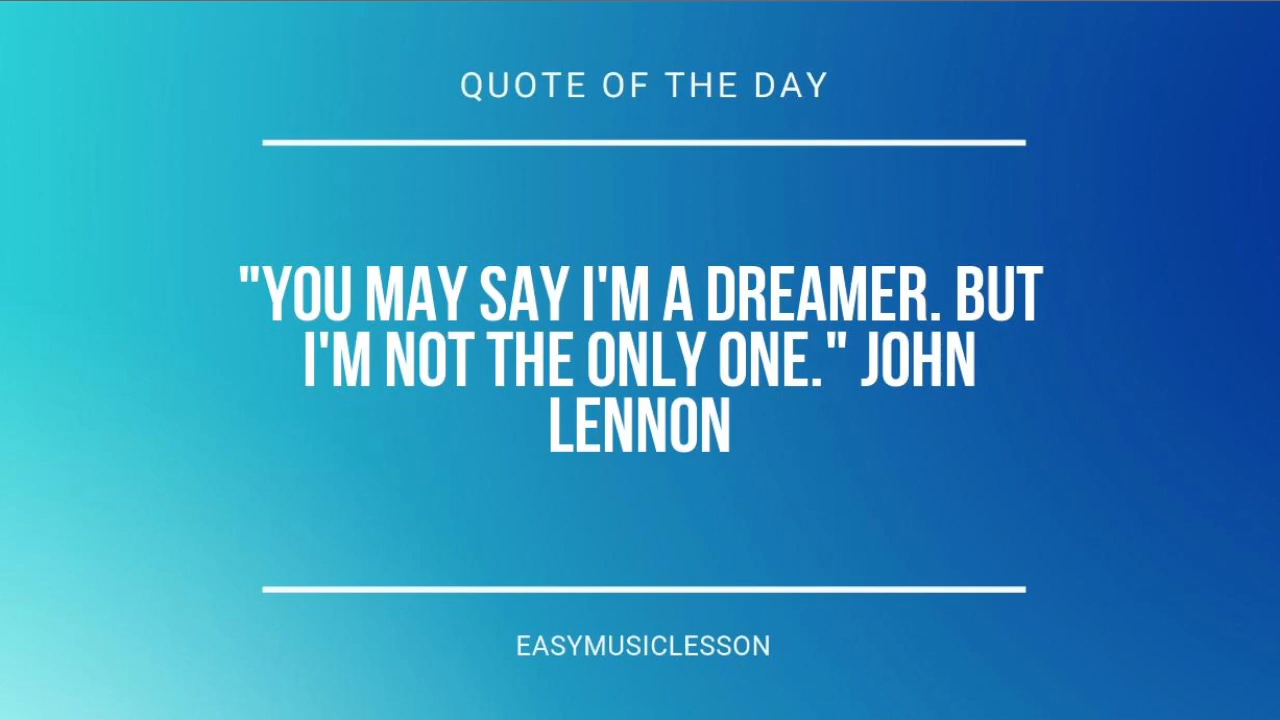 QUOTE OF THE DAY
"YOU MAY SAY I'M A DREAMER. BUT
I'M NOT THE ONLY ONE." JOHN
LENNON
EASYMUSICLESSON